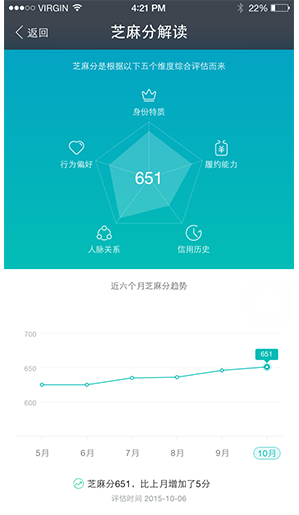 VIRGIN 4:21 PM 22%
返回 芝麻分解读
芝麻分是根据以下五个维度综合评估而来
身份特质
行为偏好 履约能力
651
人脉关系 信用历史
近六个月芝麻分趋势
700
651
650
600
5月 6月 7月 8月 9月 10月
芝麻分651，比上月增加了5分
评估时间 2015-10-06